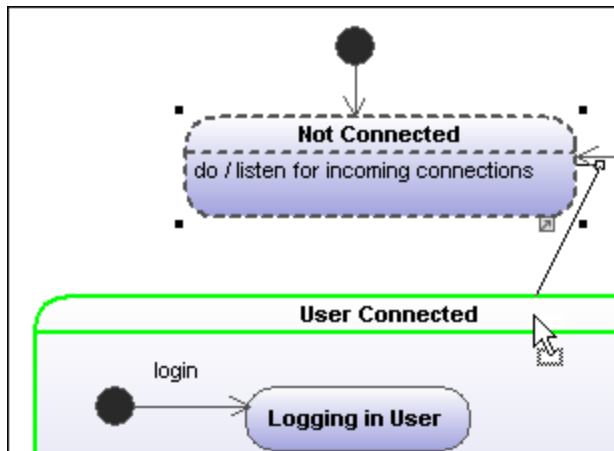 Not Connected
do / listen for incoming connections
User Connected
login
Logging in User